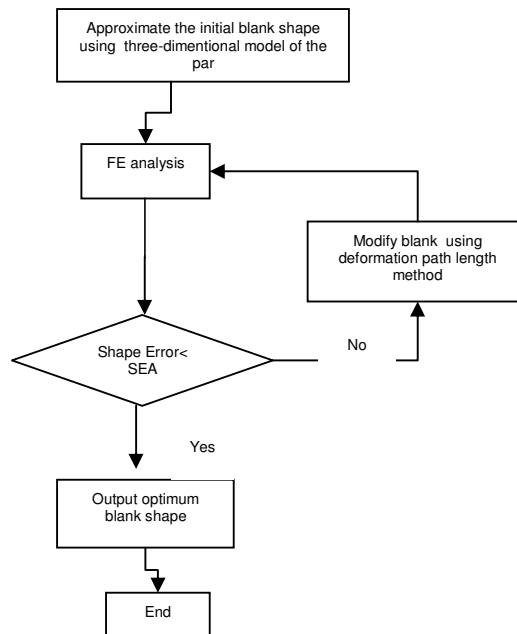 Approximate the initial blank shape
using three-dimentional model of the
par
FE analysis
Modify blank using
deformation path length
method
Shape Error<
SEA
No
Yes
Output optimum
blank shape
End